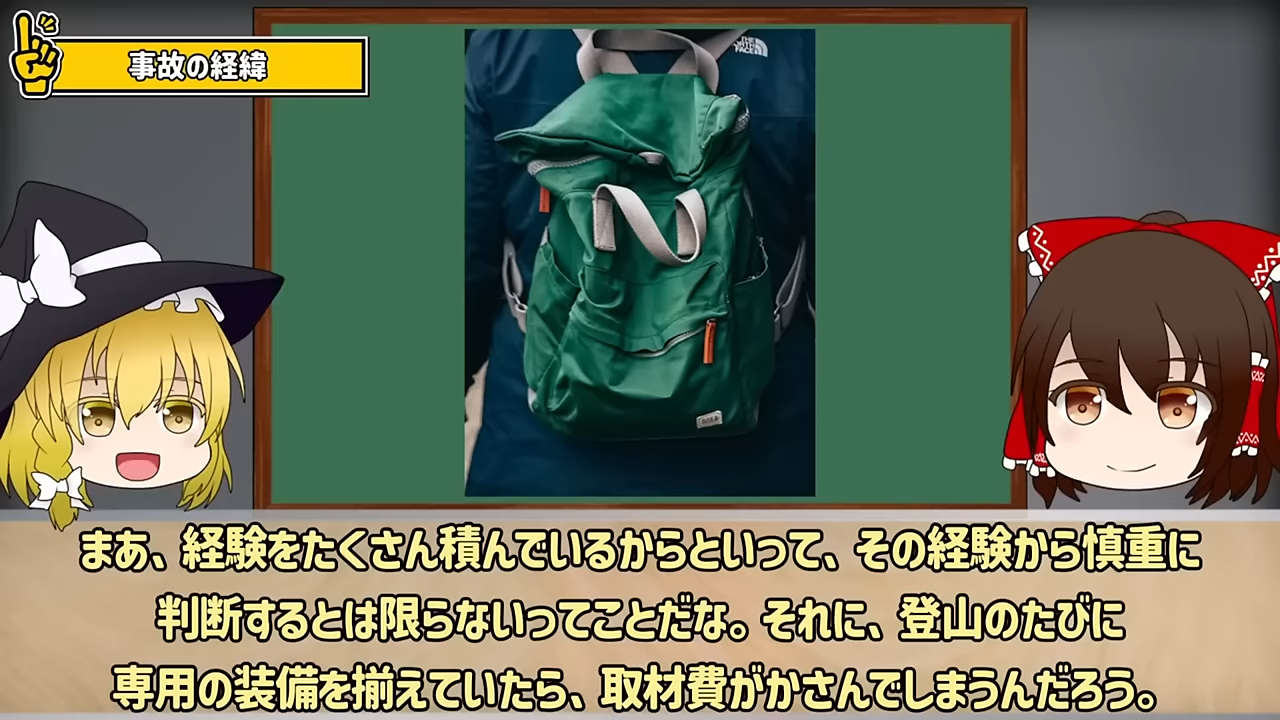 事故の経緯
THE
NORTH
FACE
まあ、経験をたくさん積んでいるからといって、その経験から慎重に
判断するとは限らないってことだな。それに、登山のたびに
専用の装備を揃えていたら、取材費がかさんでしまうんだろう。